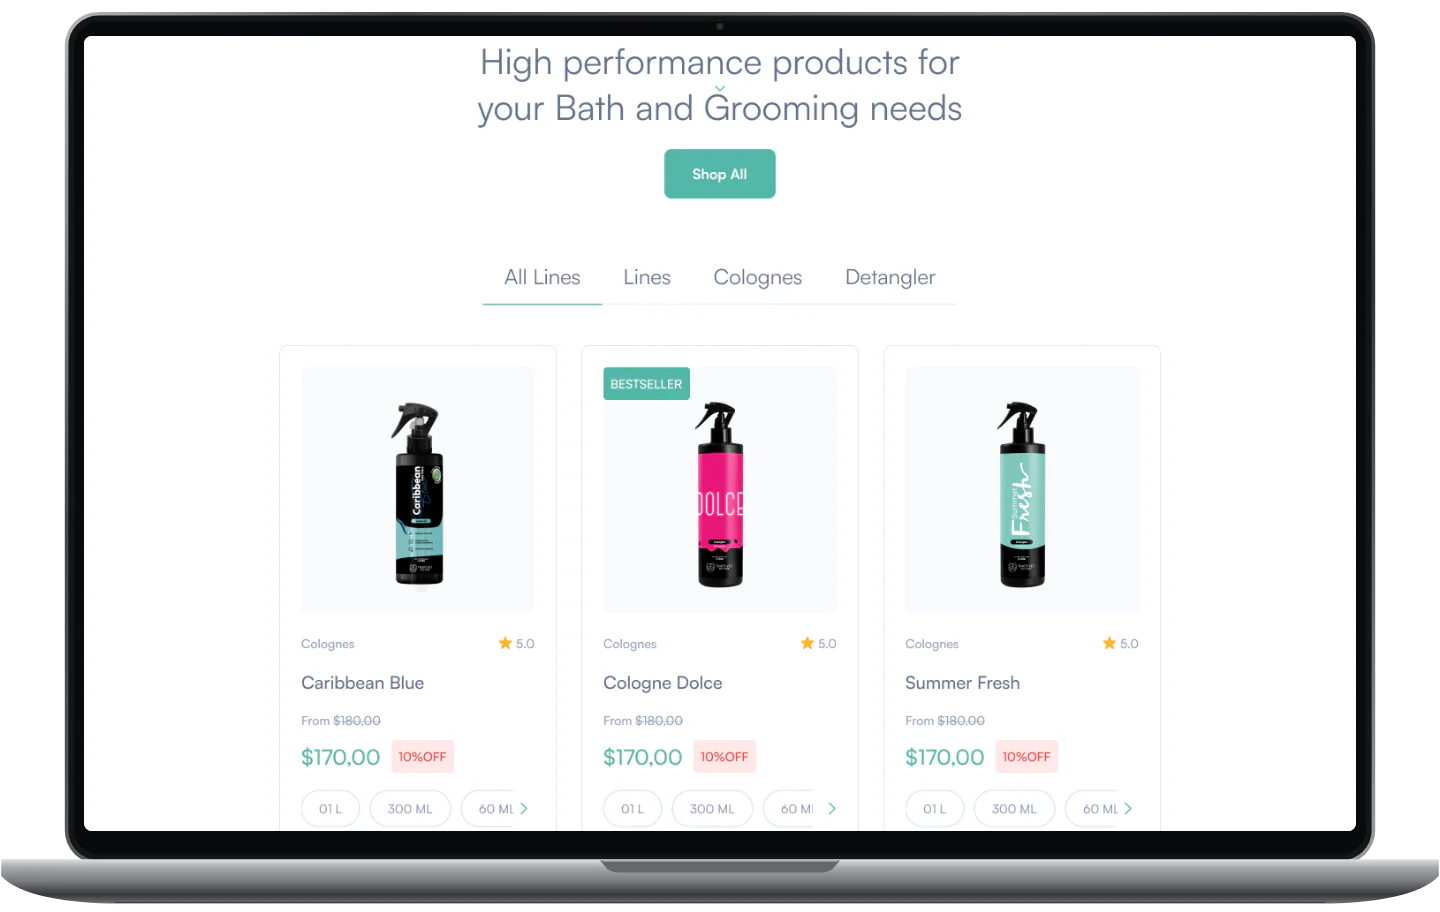 High performance products for
your Bath and Grooming needs
Shop All
All Lines Lines Colognes Detangler
BESTSELLER
Caribbean
DOLCE
Summer
Fresh
Colognes 5.0
Caribbean Blue
From $180,00
$170,00 10%OFF
01 L 300 ML 60 ML
Colognes 5.0
Cologne Dolce
From $180,00
$170,00 10%OFF
01 L 300 ML 60 M
Colognes 5.0
Summer Fresh
From $180,00
$170,00 10%OFF
01 L 300 ML 60 ML